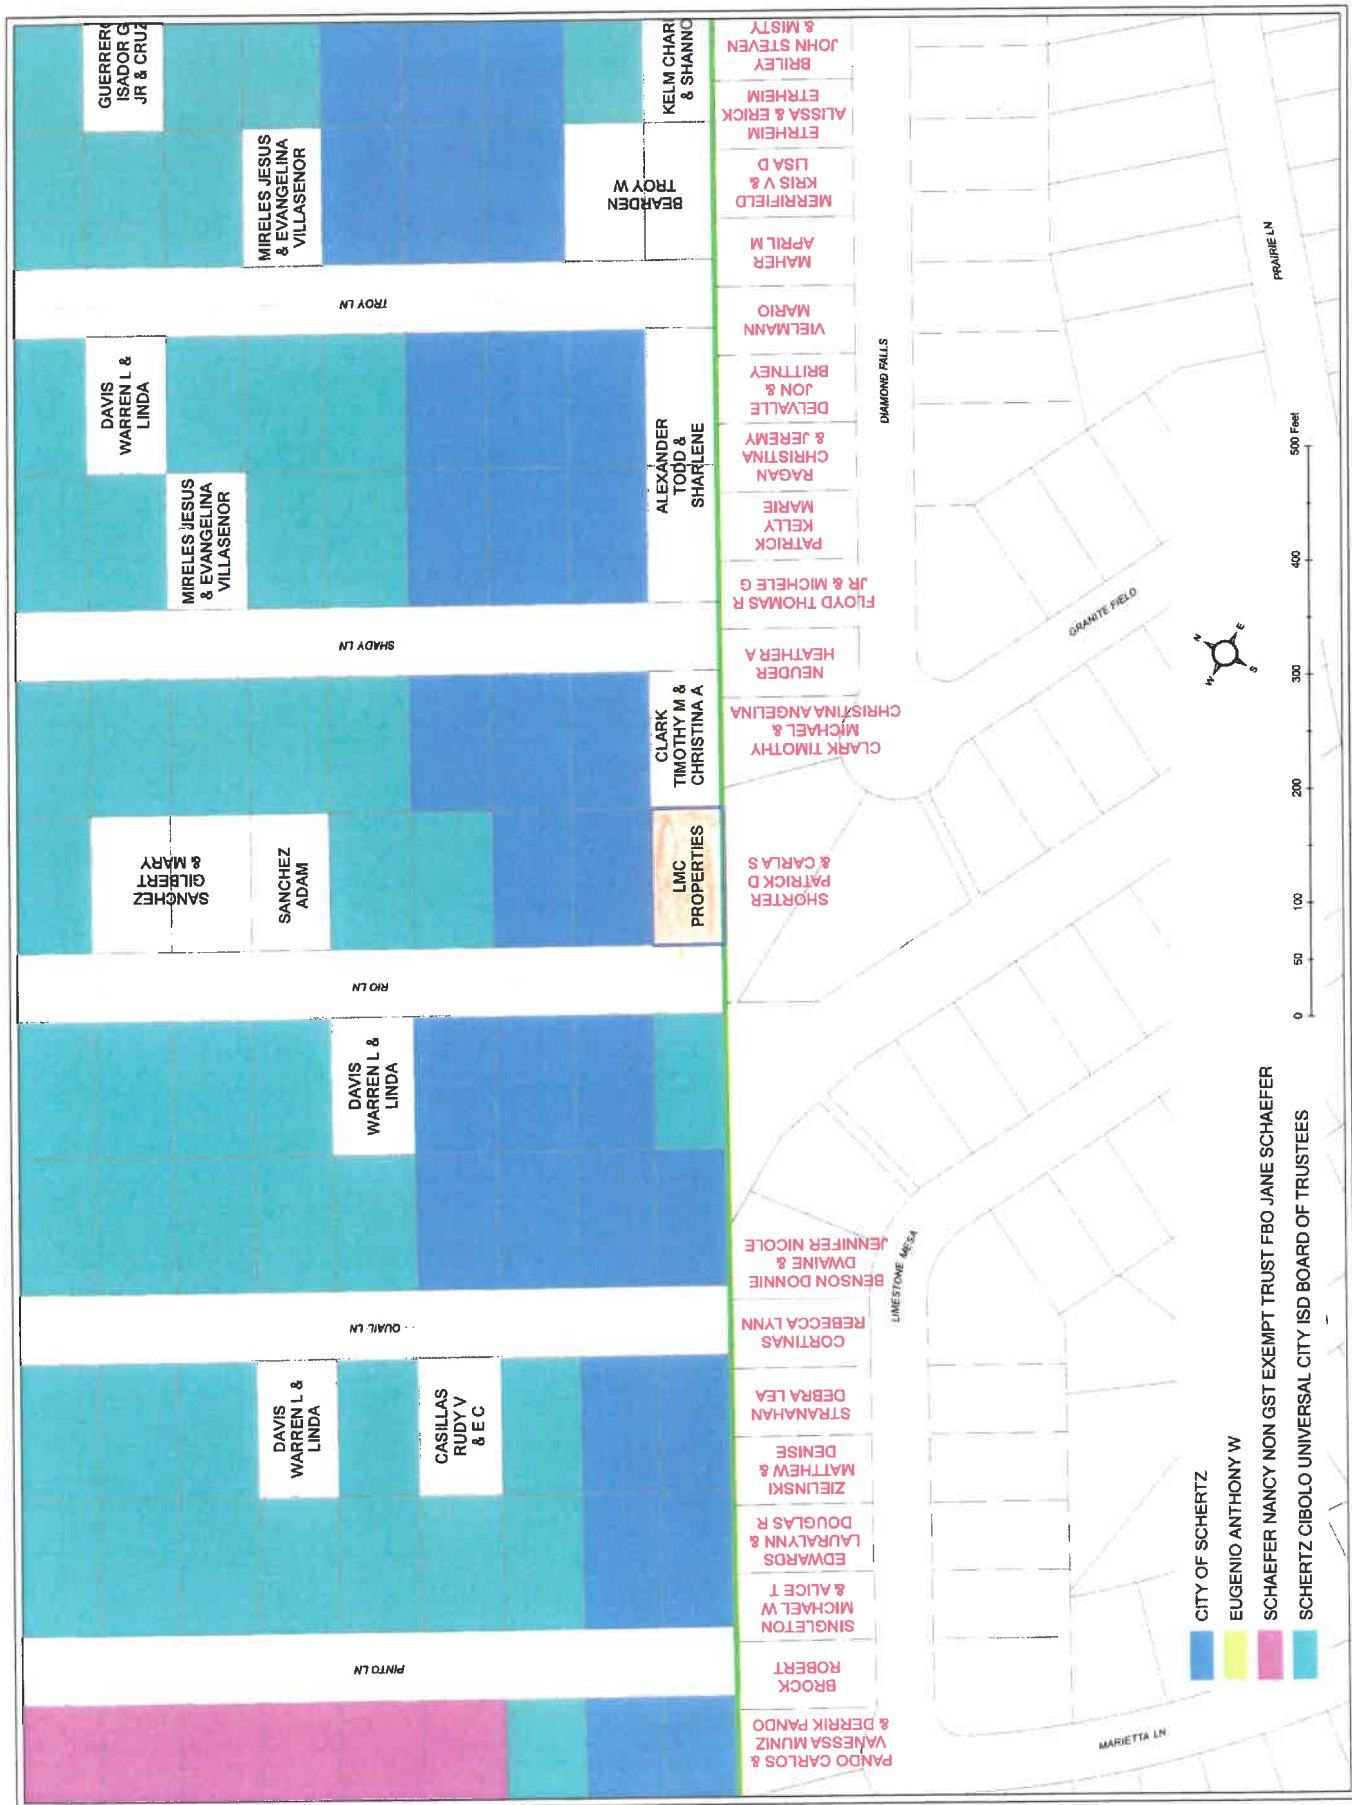 GUERRERO
ISADOR G
JR & CRUZ
MIRELES JESUS
& EVANGELINA
VILLASENOR
KELM CHARL
& SHANNO
BEARDEN
TROY W
TROY LN
DAVIS
WARREN L &
LINDA
MIRELES JESUS
& EVANGELINA
VILLASENOR
ALEXANDER
TODD &
SHARLENE
SHADY LN
CLARK
TIMOTHY M &
CHRISTINA A
SANCHEZ
GILBERT
& MARY
SANCHEZ
ADAM
LMC
PROPERTIES
RIO LN
DAVIS
WARREN L &
LINDA
QUAIL LN
DAVIS
WARREN L &
LINDA
CASILLAS
RUDY V
& E C
PINTO LN
BRILEY
JOHN STEVEN
& MISTY
ETRHEIM
ALISSA & ERICK
ETRHEIM
MERRIFIELD
KRIS V &
LISA D
MAHER
APRIL M
VIELMANN
MARIO
DELVALLE
JON &
BRITTNEY
RAGAN
CHRISTINA
& JEREMY
PATRICK
KELLY
MARIE
FLOYD THOMAS R
JR & MICHELE G
NEUDER
HEATHER A
CLARK TIMOTHY
MICHAEL &
CHRISTINA ANGELINA
SHORTER
PATRICK D
& CARLA S
BENSON DONNIE
DWAINE &
JENNIFER NICOLE
CORTINAS
REBECCA LYNN
STRANAHAN
DEBRA LEA
ZIELINSKI
MATTHEW &
DENISE
EDWARDS
LAURALYNN &
DOUGLAS R
SINGLETON
MICHAEL W
& ALICE T
BROCK
ROBERT
PANDO CARLOS &
VANESSA MUNIZ
& DERRIK PANDO
DIAMOND FALLS
PRAIRIE LN
GRANITE FIELD
LIMESTONE MESA
MARIETTA LN
N
W
E
S
0 50 100 200 300 400 500 Feet
CITY OF SCHERTZ
EUGENIO ANTHONY W
SCHAEFER NANCY NON GST EXEMPT TRUST FBO JANE SCHAEFER
SCHERTZ CIBOLO UNIVERSAL CITY ISD BOARD OF TRUSTEES